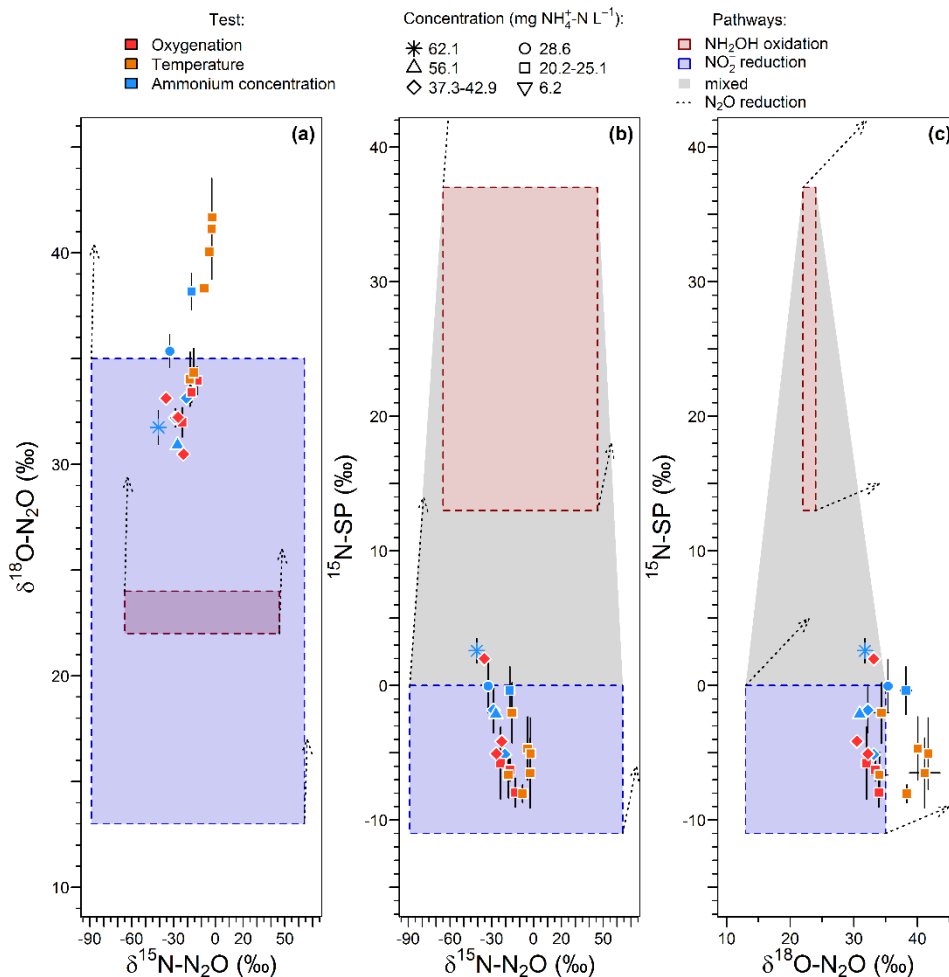 Test:
Oxygenation
Temperature
Ammonium concentration
Concentration (mg NH₄⁺-N L⁻¹):
62.1
56.1
37.3-42.9
28.6
20.2-25.1
6.2
Pathways:
NH₂OH oxidation
NO₂⁻ reduction
mixed
N₂O reduction
(a)
40
30
20
10
-90
-60
-30
0
50
δ¹⁸O-N₂O (‰)
δ¹⁵N-N₂O (‰)
(b)
40
30
20
10
0
-10
-90
-60
-30
0
50
¹⁵N-SP (‰)
δ¹⁵N-N₂O (‰)
(c)
40
30
20
10
0
-10
10
20
30
40
¹⁵N-SP (‰)
δ¹⁸O-N₂O (‰)